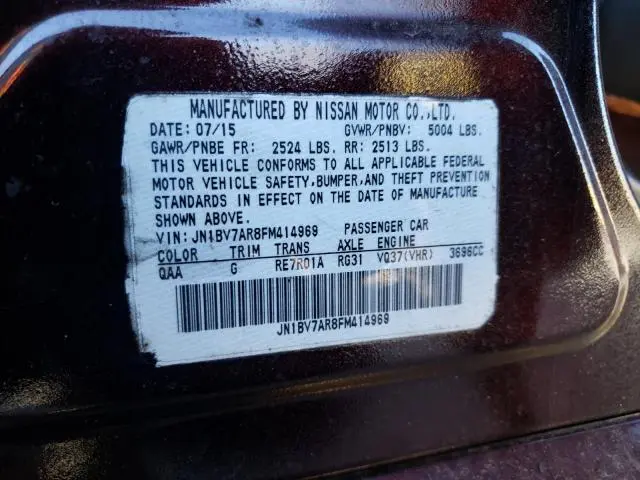 MANUFACTURED BY NISSAN MOTOR CO.,LTD.
DATE: 07/15 GVWR/PNBV: 5004 LBS.
GAWR/PNBE FR: 2524 LBS. RR: 2513 LBS.
THIS VEHICLE CONFORMS TO ALL APPLICABLE FEDERAL
MOTOR VEHICLE SAFETY,BUMPER,AND THEFT PREVENTION
STANDARDS IN EFFECT ON THE DATE OF MANUFACTURE
SHOWN ABOVE.
VIN:JN1BV7AR8FM414969 PASSENGER CAR
COLOR TRIM TRANS AXLE ENGINE
QAA G RE7R01A RG31 VQ37(VHR) 3696CC
JN1BV7AR8FM414969